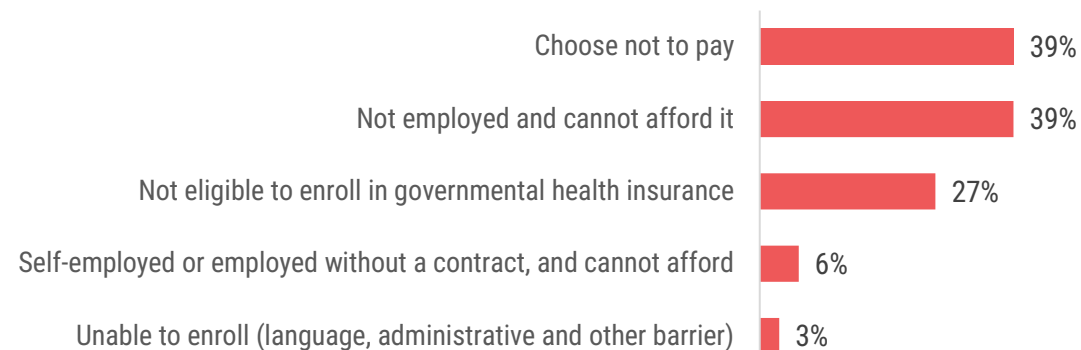 Choose not to pay 39%
Not employed and cannot afford it 39%
Not eligible to enroll in governmental health insurance 27%
Self-employed or employed without a contract, and cannot afford 6%
Unable to enroll (language, administrative and other barrier) 3%